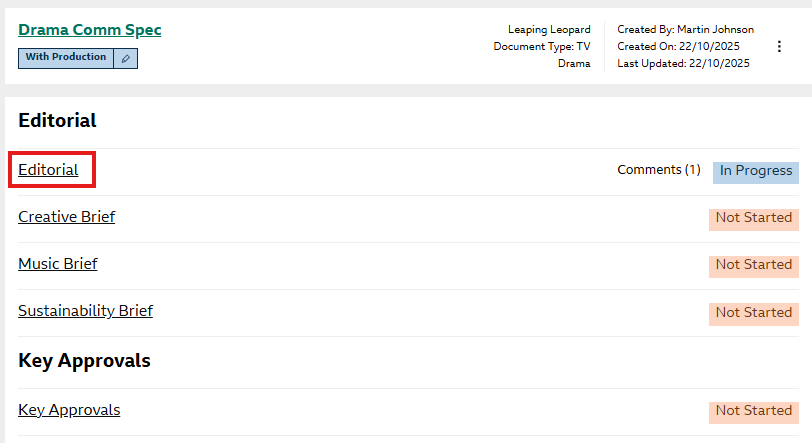 Drama Comm Spec
With Production
Leaping Leopard
Document Type: TV
Drama
Created By: Martin Johnson
Created On: 22/10/2025
Last Updated: 22/10/2025
Editorial
Editorial
Comments (1)
In Progress
Creative Brief
Not Started
Music Brief
Not Started
Sustainability Brief
Not Started
Key Approvals
Key Approvals
Not Started